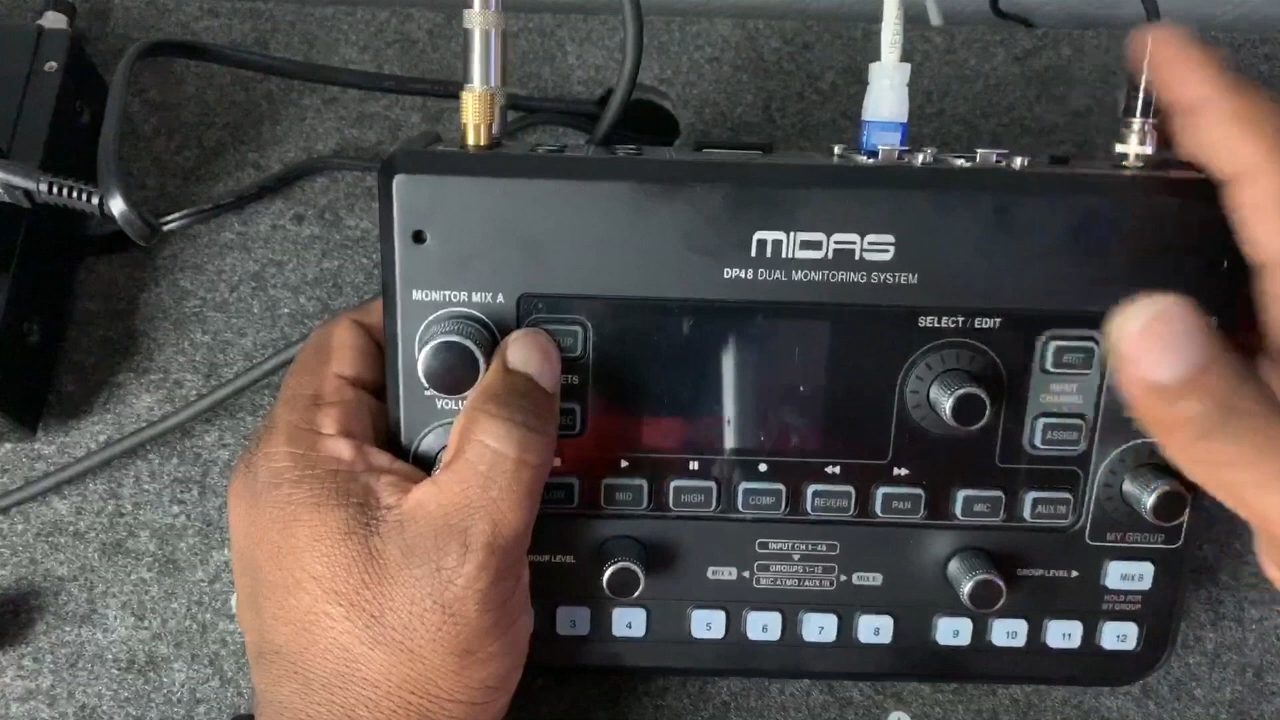 MIDAS
DP48 DUAL MONITORING SYSTEM
MONITOR MIX A
SELECT / EDIT
INPUT
CHANNEL
ASSIGN
MID
HIGH
COMP
REVERB
PAN
MIC
AUX IN
MY GROUP
INPUT CH 1-48
GROUPS 1-12
MIC ATMO / AUX IN
MIX A
MIX B
GROUP LEVEL
MIX B
HOLD FOR
MY GROUP
3
4
5
6
7
8
9
10
11
12